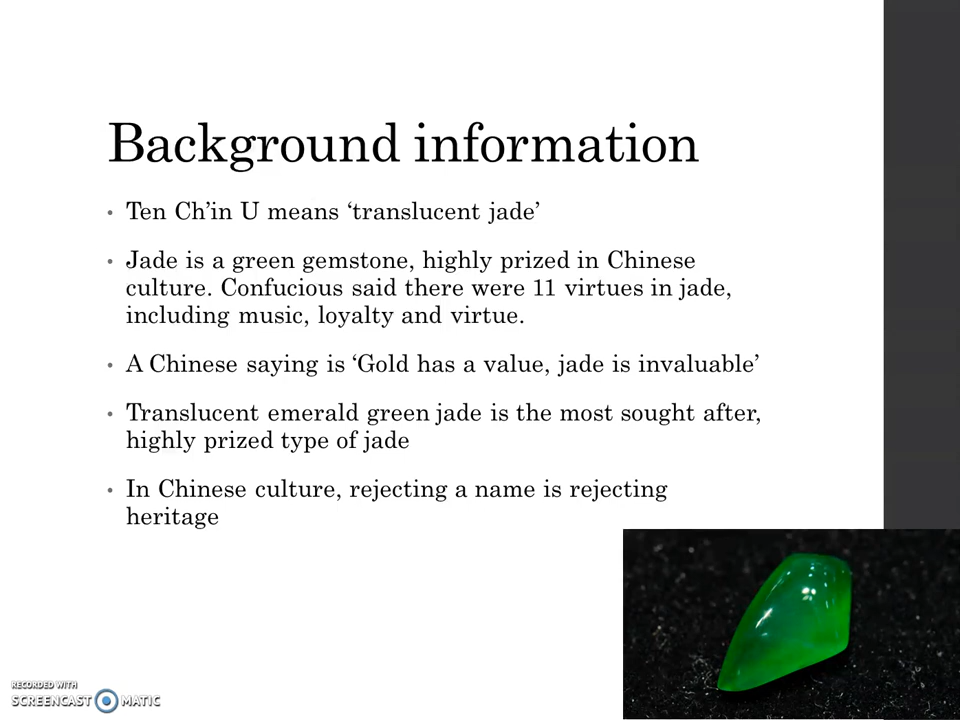 Background information
• Ten Ch’in U means ‘translucent jade’
• Jade is a green gemstone, highly prized in Chinese
culture. Confucious said there were 11 virtues in jade,
including music, loyalty and virtue.
• A Chinese saying is ‘Gold has a value, jade is invaluable’
• Translucent emerald green jade is the most sought after,
highly prized type of jade
• In Chinese culture, rejecting a name is rejecting
heritage
RECORDED WITH
SCREENCAST MATIC